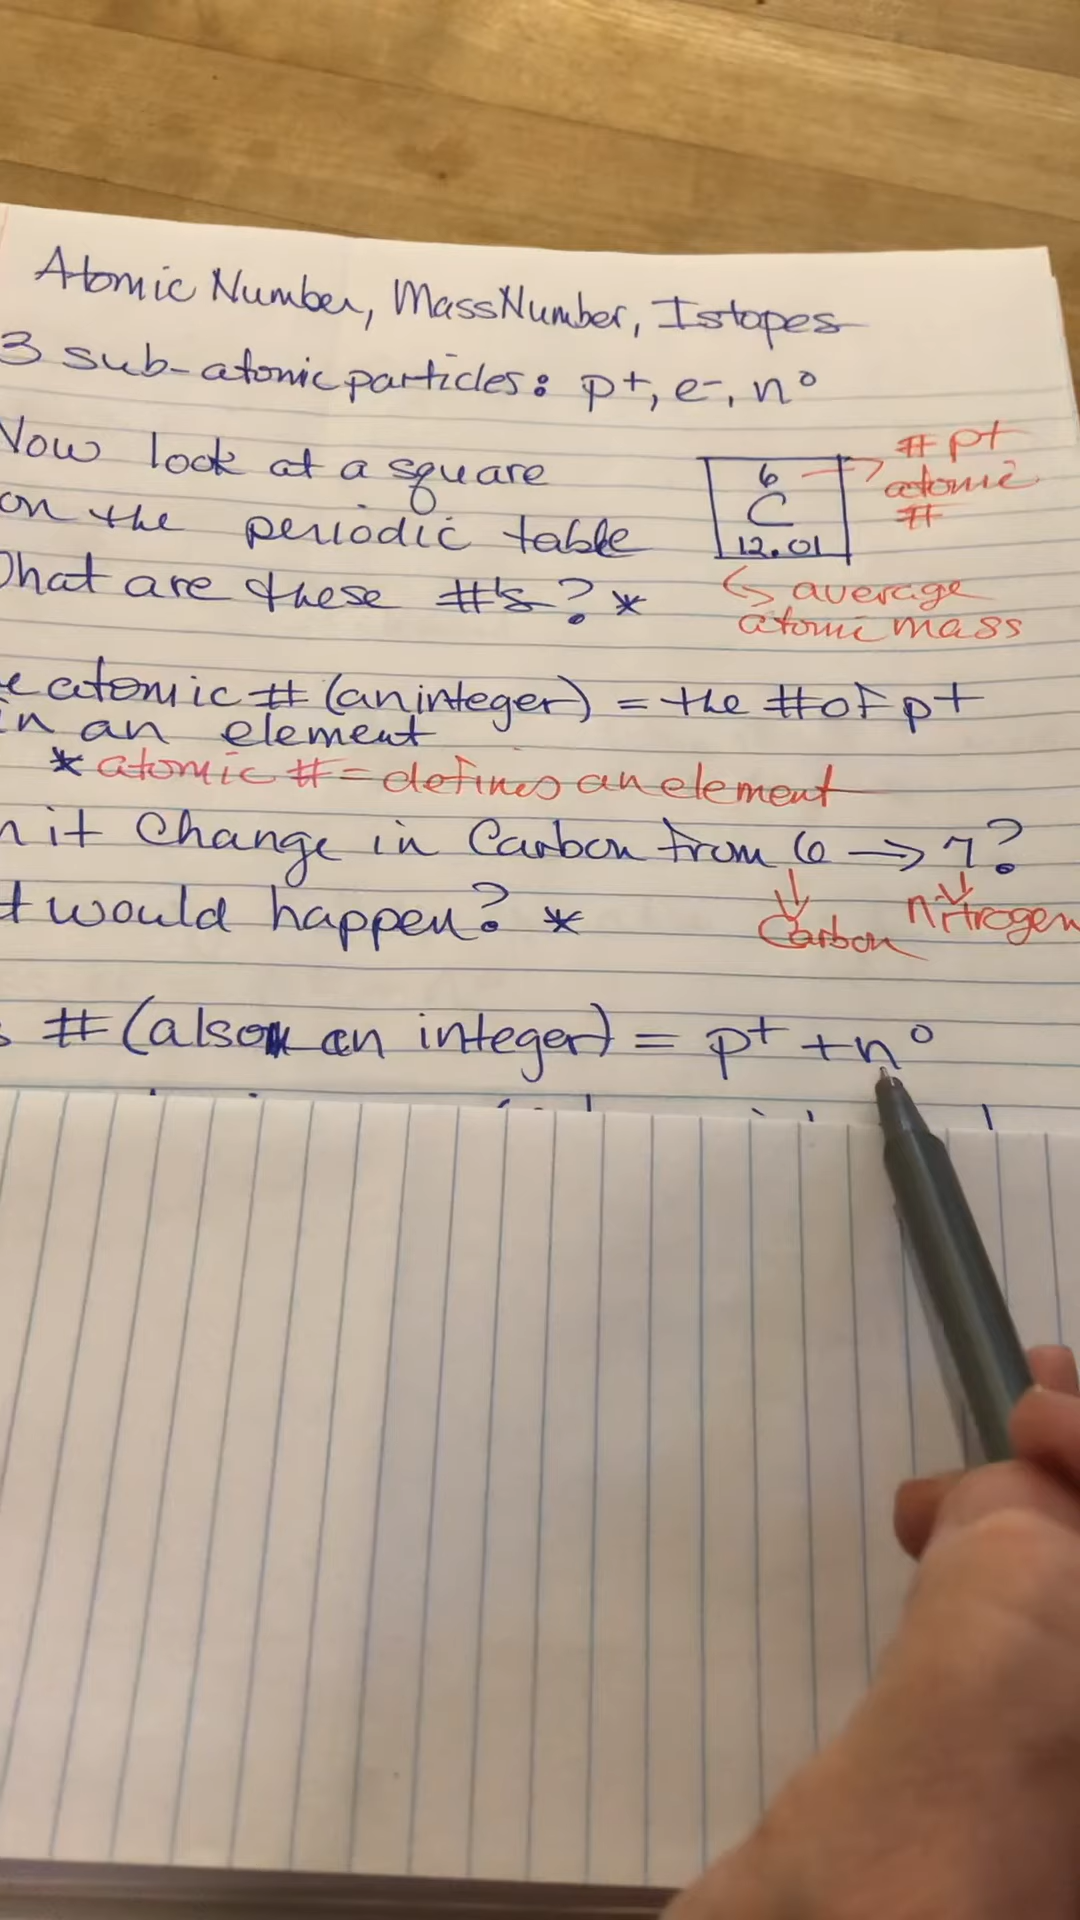 Atomic Number, Mass Number, Istopes
3 sub-atomic particles: p+, e-, n°
Now look at a square
on the periodic table
What are these #'s? *
6
C
12.01
# p+
atomic
#
average
atomic mass
e atomic # (an integer) = the # of p+
in an element
* atomic # = defines an element
n it change in Carbon from 6 → 7?
t would happen? *
Carbon
nitrogen
s # (also an integer) = p+ + n°